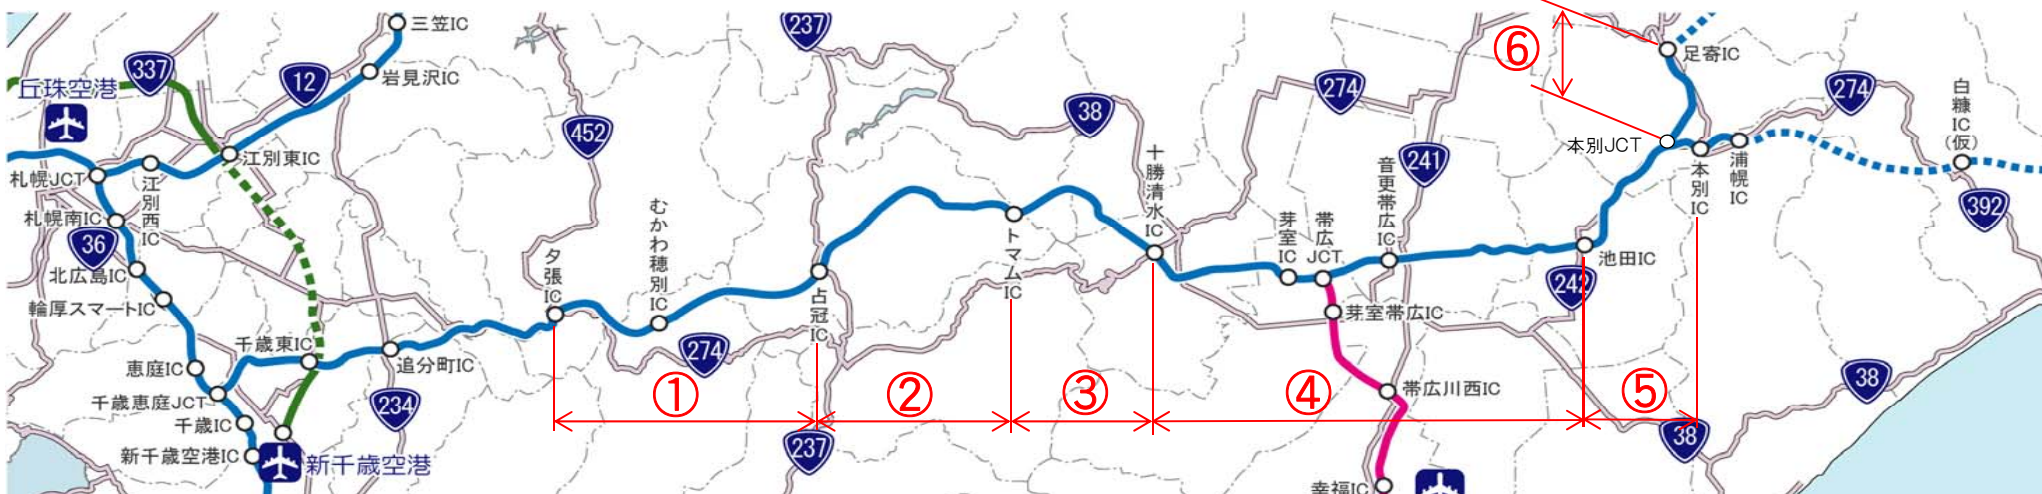 三笠IC
岩見沢IC
丘珠空港
337
12
江別東IC
札幌JCT
江別西IC
札幌南IC
36
北広島IC
輪厚スマートIC
恵庭IC
千歳東IC
追分町IC
千歳恵庭JCT
千歳IC
新千歳空港IC
新千歳空港
234
452
夕張IC
むかわ穂別IC
274
237
占冠IC
237
38
トマムIC
十勝清水IC
274
241
芽室IC
帯広JCT
音更帯広IC
芽室帯広IC
帯広川西IC
幸福IC
池田IC
242
本別JCT
本別IC
浦幌IC
足寄IC
274
白糠IC(仮)
392
38
38
①
②
③
④
⑤
⑥